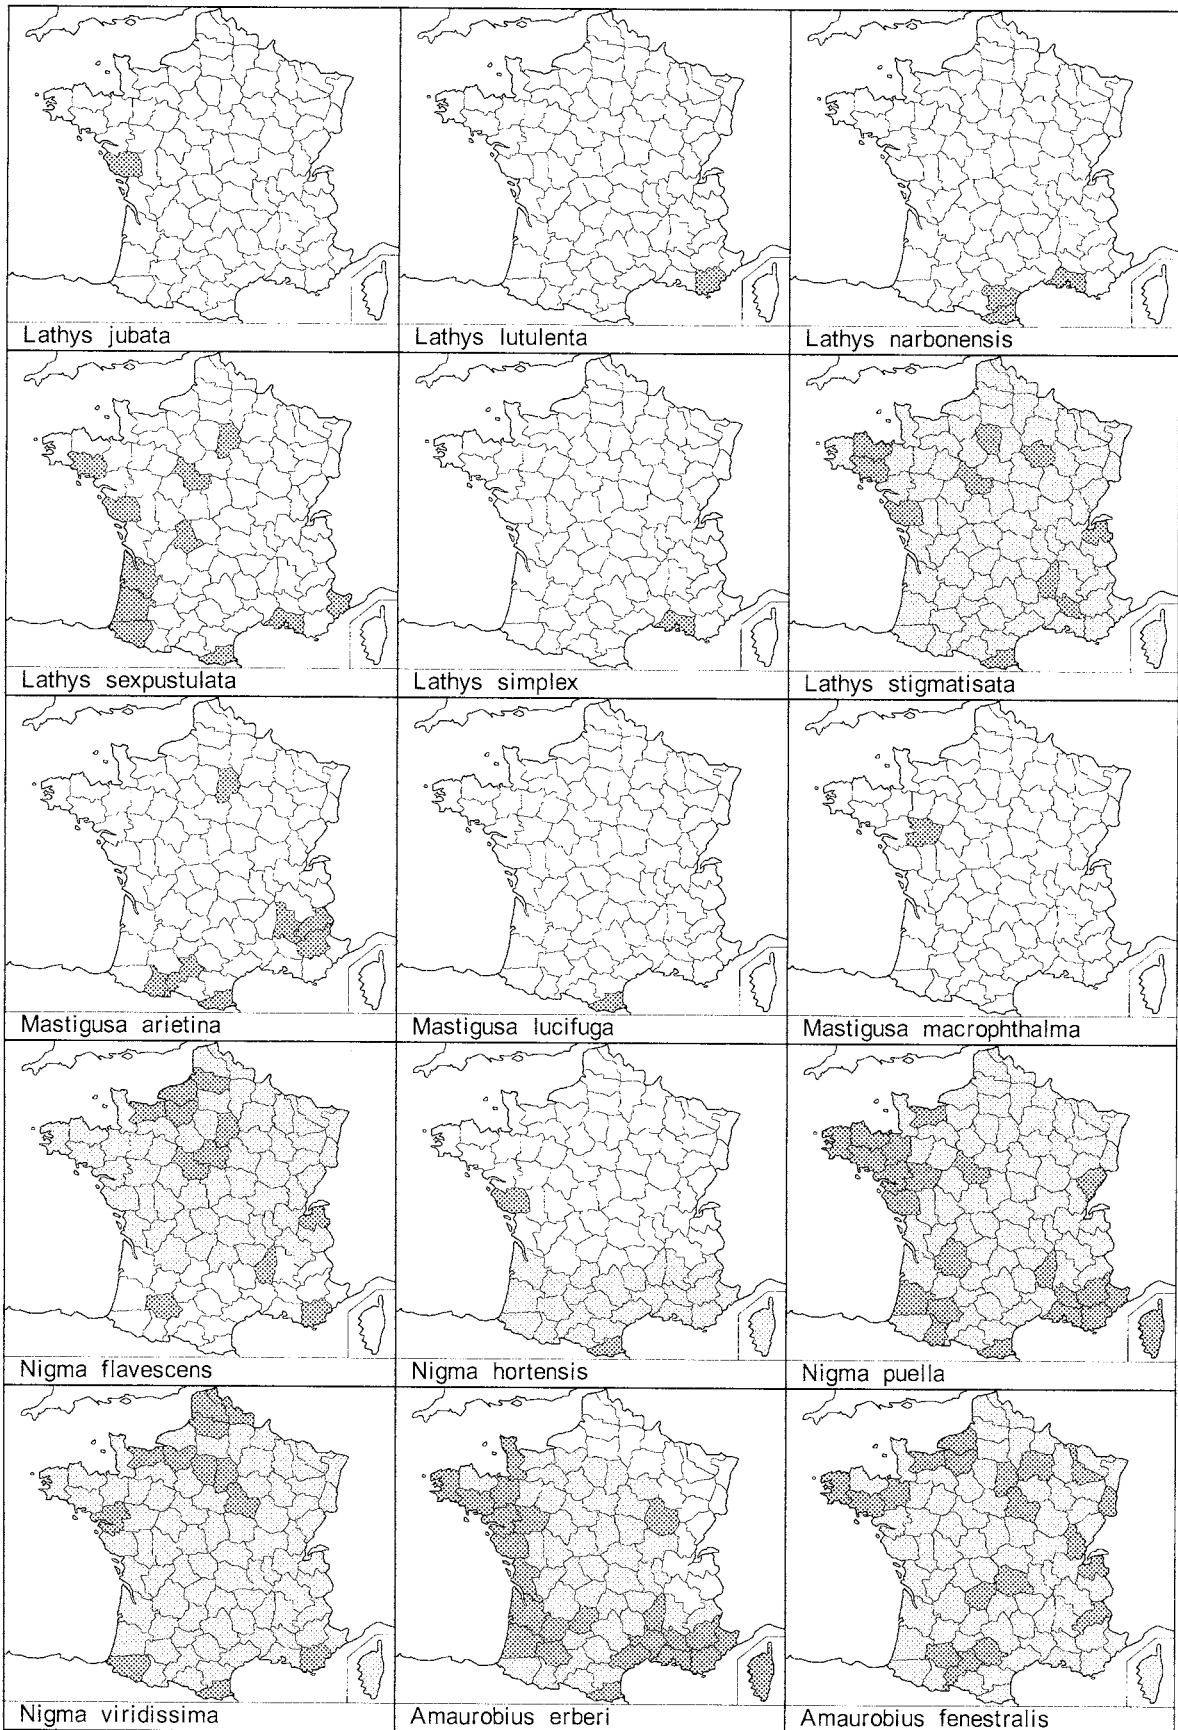 Lathys jubata
Lathys lutulenta
Lathys narbonensis
Lathys sexpustulata
Lathys simplex
Lathys stigmatisata
Mastigusa arietina
Mastigusa lucifuga
Mastigusa macrophthalma
Nigma flavescens
Nigma hortensis
Nigma puella
Nigma viridissima
Amaurobius erberi
Amaurobius fenestralis